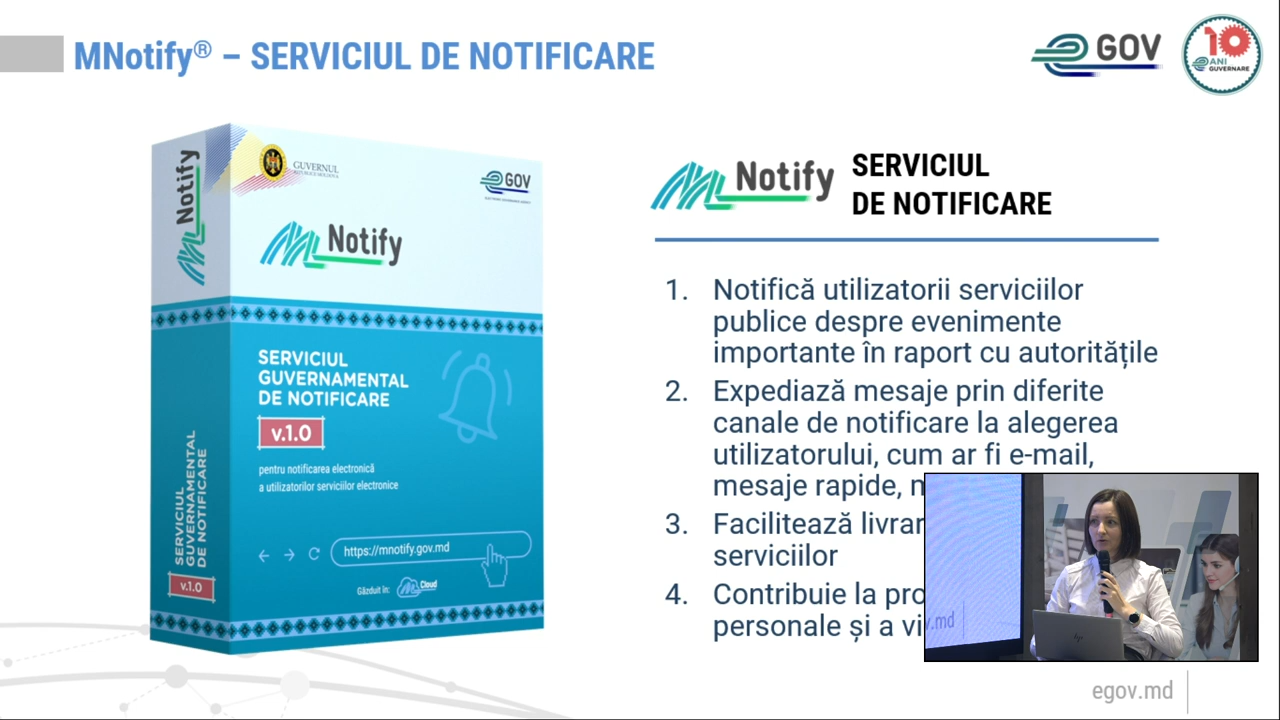 MNotify® – SERVICIUL DE NOTIFICARE
GOV
10
ANI
GUVERNARE
Notify
GUVERNUL
REPUBLICII MOLDOVA
GOV
Notify
SERVICIUL
GUVERNAMENTAL
DE NOTIFICARE
v.1.0
pentru notificarea electronică
a utilizatorilor serviciilor electronice
https://mnotify.gov.md
Găzduit în:
Cloud
SERVICIUL
GUVERNAMENTAL
DE NOTIFICARE
v.1.0
Notify
SERVICIUL
DE NOTIFICARE
1. Notifică utilizatorii serviciilor
publice despre evenimente
importante în raport cu autoritățile
2. Expediază mesaje prin diferite
canale de notificare la alegerea
utilizatorului, cum ar fi e-mail,
mesaje rapide,
3. Facilitează
serviciilor
4. Contribuie la
personale și a
v.md
hp
egov.md